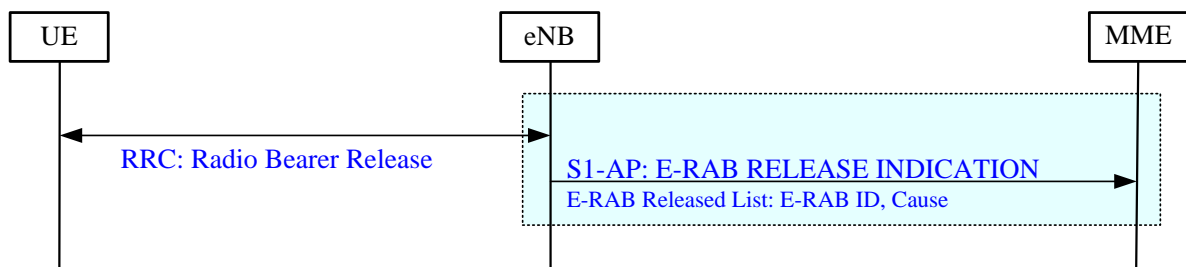 UE
eNB
MME
RRC: Radio Bearer Release
S1-AP: E-RAB RELEASE INDICATION
E-RAB Released List: E-RAB ID, Cause